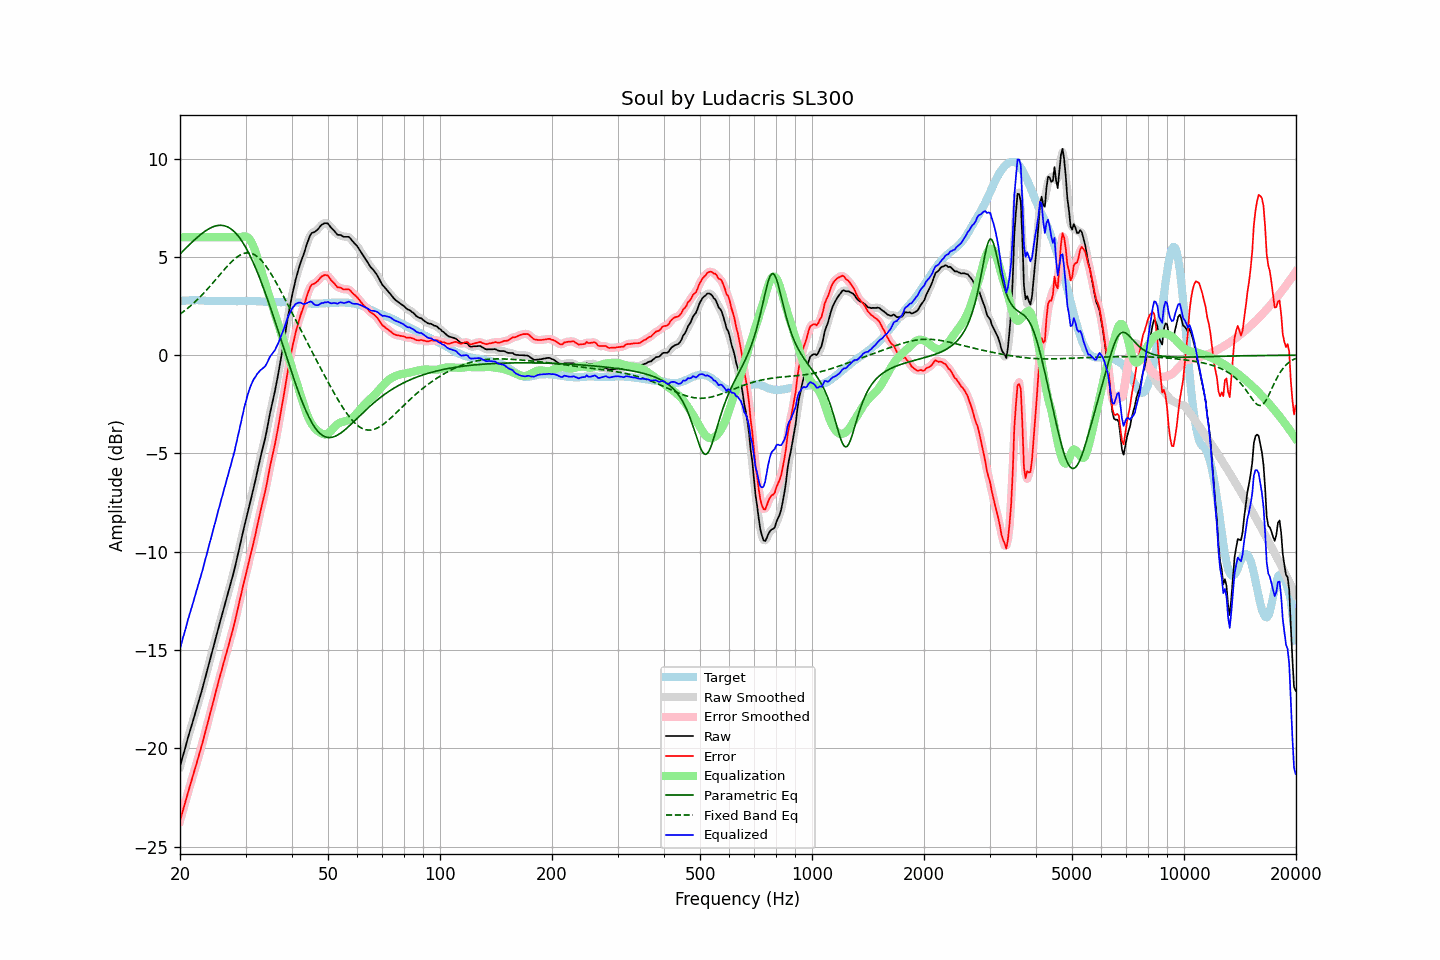 Soul by Ludacris SL300
Amplitude (dBr)
10
5
0
−5
−10
−15
−20
−25
Target
Raw Smoothed
Error Smoothed
Raw
Error
Equalization
Parametric Eq
Fixed Band Eq
Equalized
20 50 100 200 500 1000 2000 5000 10000 20000
Frequency (Hz)